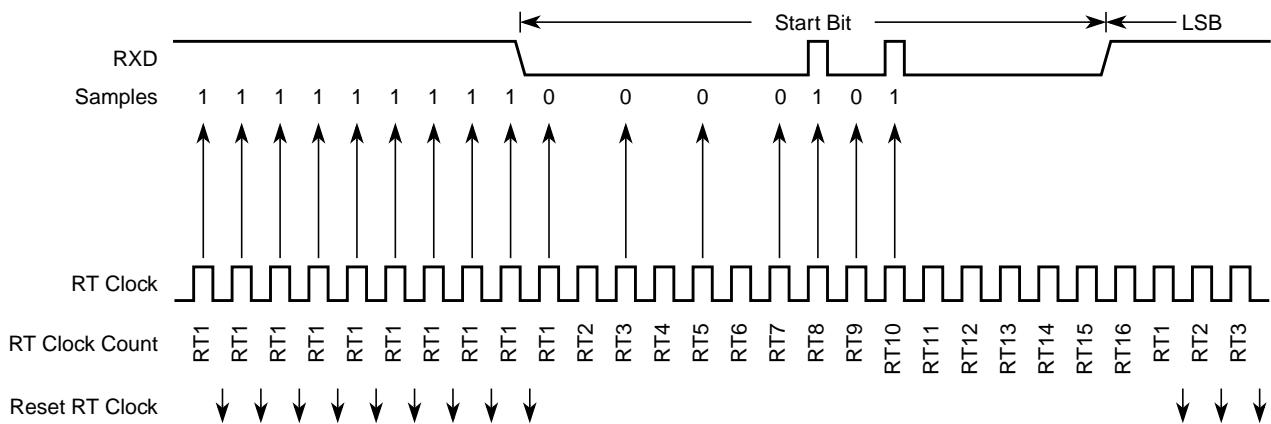 Start Bit LSB
RXD
Samples 1 1 1 1 1 1 1 1 1 0 0 0 0 1 0 1
RT Clock
RT Clock Count RT1 RT1 RT1 RT1 RT1 RT1 RT1 RT1 RT1 RT1 RT2 RT3 RT4 RT5 RT6 RT7 RT8 RT9 RT10 RT11 RT12 RT13 RT14 RT15 RT16 RT1 RT2 RT3
Reset RT Clock